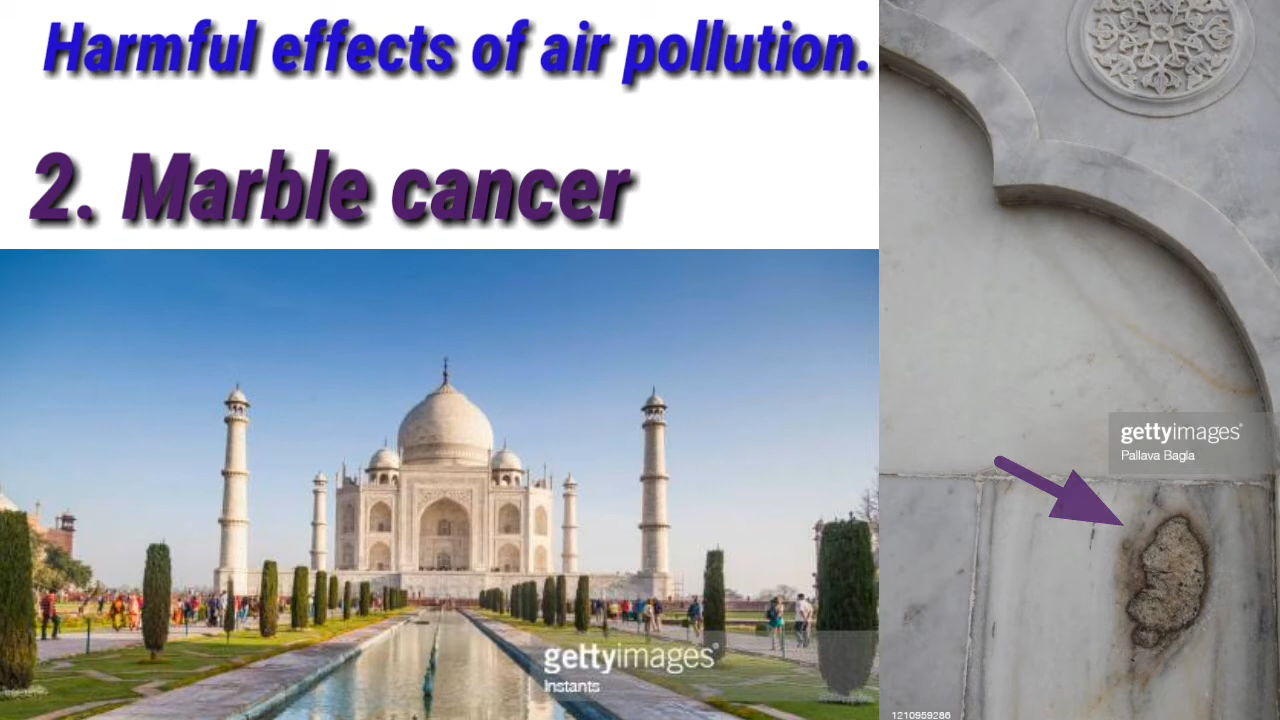 Harmful effects of air pollution.
2. Marble cancer
gettyimages®
Pallava Bagla
gettyimages
Instants
1210959286